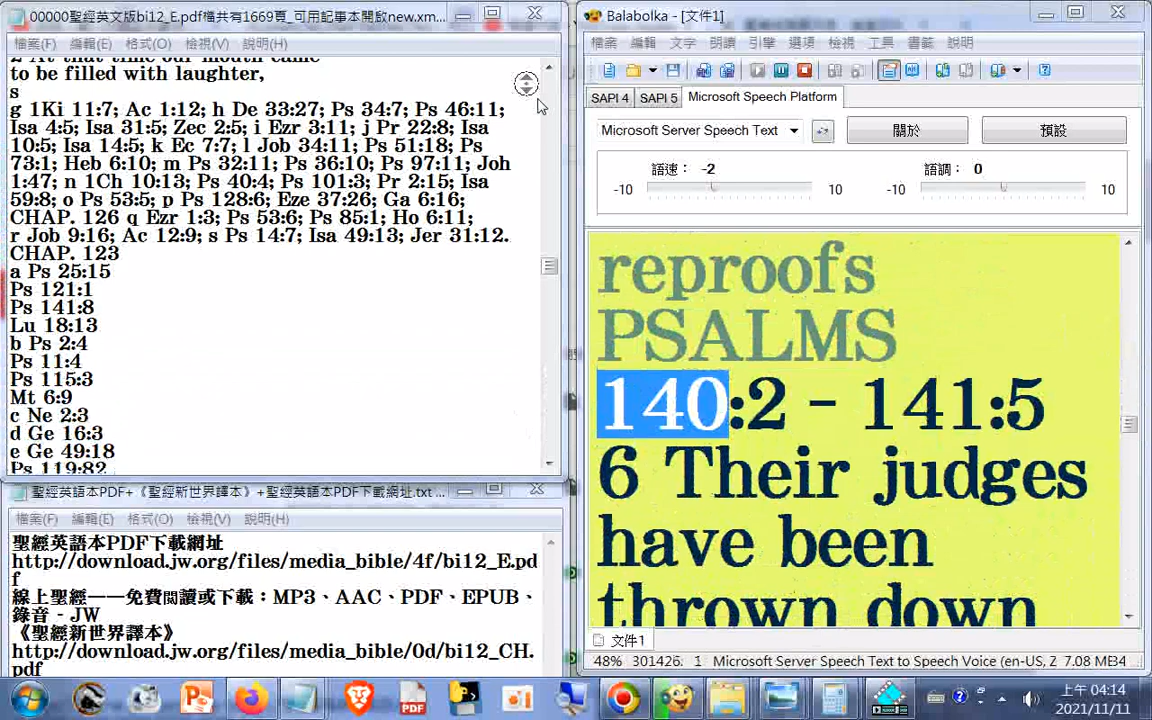 00000聖經英文版bi12_E.pdf檔共有1669頁_可用記事本開啟new.xm...
檔案(F) 編輯(E) 格式(O) 檢視(V) 說明(H)
2 At that time our mouth came
to be filled with laughter,
s
g 1Ki 11:7; Ac 1:12; h De 33:27; Ps 34:7; Ps 46:11;
Isa 4:5; Isa 31:5; Zec 2:5; i Ezr 3:11; j Pr 22:8; Isa
10:5; Isa 14:5; k Ec 7:7; l Job 34:11; Ps 51:18; Ps
73:1; Heb 6:10; m Ps 32:11; Ps 36:10; Ps 97:11; Joh
1:47; n 1Ch 10:13; Ps 40:4; Ps 101:3; Pr 2:15; Isa
59:8; o Ps 53:5; p Ps 128:6; Eze 37:26; Ga 6:16;
CHAP. 126 q Ezr 1:3; Ps 53:6; Ps 85:1; Ho 6:11;
r Job 9:16; Ac 12:9; s Ps 14:7; Isa 49:13; Jer 31:12.
CHAP. 123
a Ps 25:15
Ps 121:1
Ps 141:8
Lu 18:13
b Ps 2:4
Ps 11:4
Ps 115:3
Mt 6:9
c Ne 2:3
d Ge 16:3
e Ge 49:18
Ps 119:82
聖經英語本PDF+《聖經新世界譯本》+聖經英語本PDF下載網址.txt ...
檔案(F) 編輯(E) 格式(O) 檢視(V) 說明(H)
聖經英語本PDF下載網址
http://download.jw.org/files/media_bible/4f/bi12_E.pd
f
線上聖經——免費閱讀或下載：MP3、AAC、PDF、EPUB、
錄音 - JW
《聖經新世界譯本》
http://download.jw.org/files/media_bible/0d/bi12_CH.
pdf
Balabolka - [文件1]
檔案 編輯 文字 朗讀 引擎 選項 檢視 工具 書籤 說明
SAPI 4 SAPI 5 Microsoft Speech Platform
Microsoft Server Speech Text 關於 預設
語速： -2 語調： 0
-10 10 -10 10
reproofs
PSALMS
140:2 – 141:5
6 Their judges
have been
thrown down
文件1
48% 301426. 1 Microsoft Server Speech Text to Speech Voice (en-US, Z 7.08 MB34
上午 04:14
2021/11/11